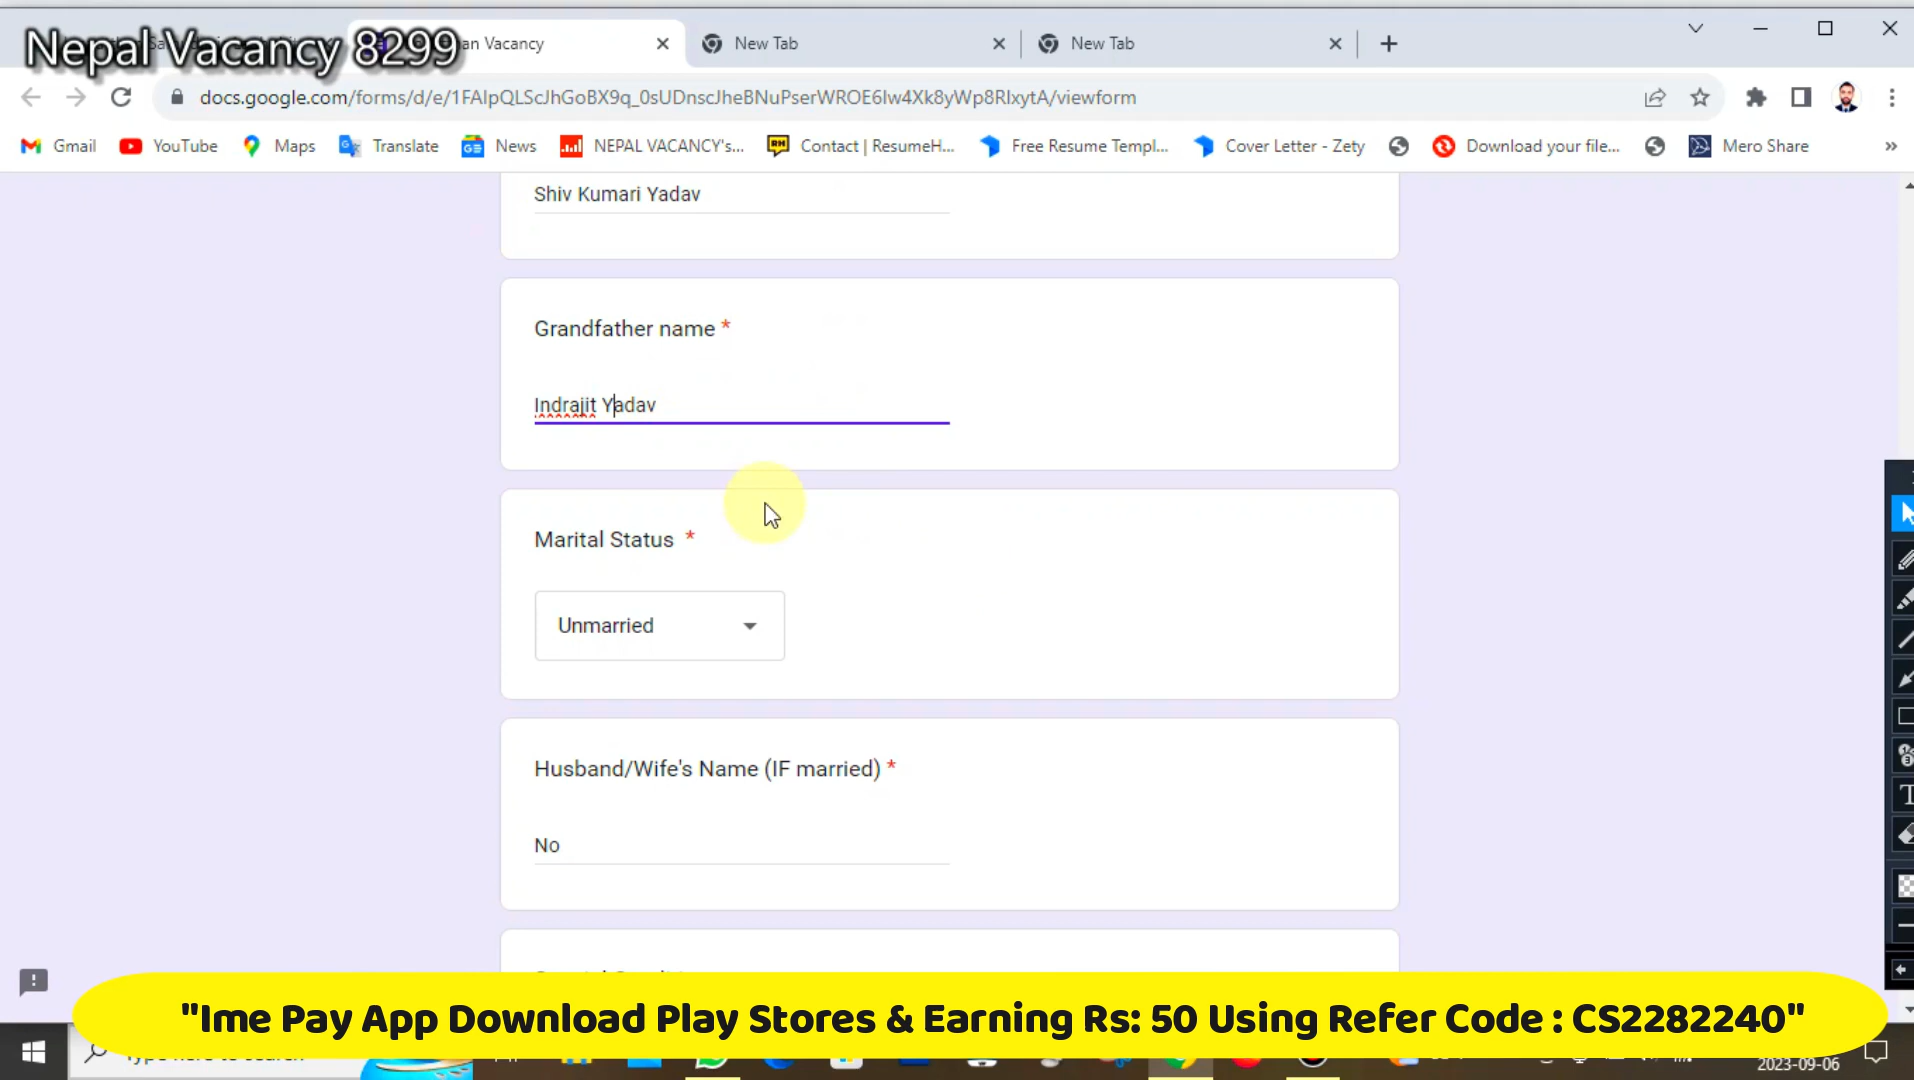 Nepal Vacancy 8299
an Vacancy
New Tab
New Tab
docs.google.com/forms/d/e/1FAIpQLScJhGoBX9q_0sUDnscJheBNuPserWROE6Iw4Xk8yWp8RIxytA/viewform
Gmail
YouTube
Maps
Translate
News
NEPAL VACANCY's...
Contact | ResumeH...
Free Resume Templ...
Cover Letter - Zety
Download your file...
Mero Share
Shiv Kumari Yadav
Grandfather name *
Indrajit Yadav
Marital Status *
Unmarried
Husband/Wife's Name (IF married) *
No
"Ime Pay App Download Play Stores & Earning Rs: 50 Using Refer Code : CS2282240"
2023-09-06